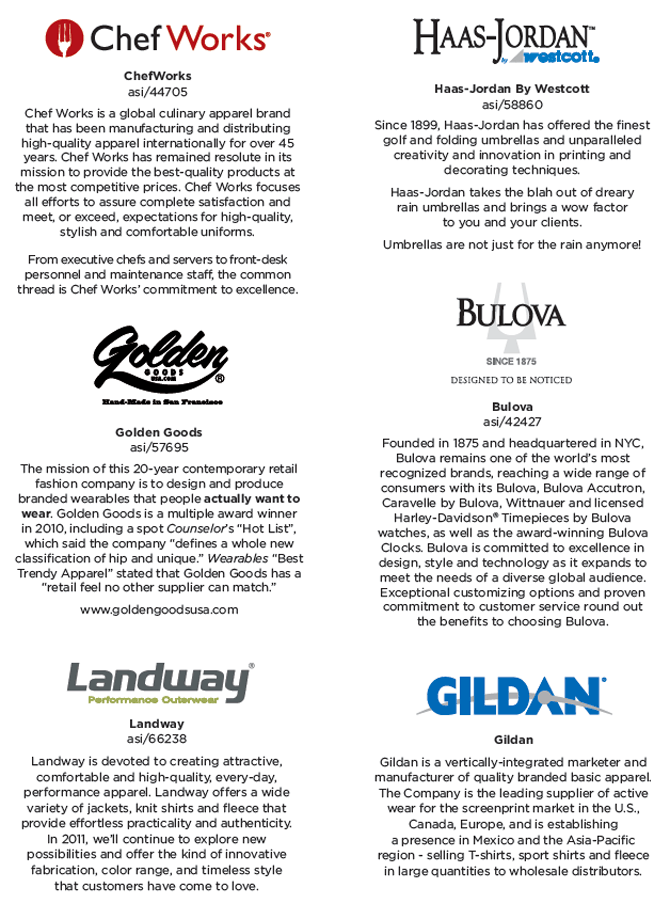 Chef Works®
ChefWorks
asi/44705
Chef Works is a global culinary apparel brand
that has been manufacturing and distributing
high-quality apparel internationally for over 45
years. Chef Works has remained resolute in its
mission to provide the best-quality products at
the most competitive prices. Chef Works focuses
all efforts to assure complete satisfaction and
meet, or exceed, expectations for high-quality,
stylish and comfortable uniforms.
From executive chefs and servers to front-desk
personnel and maintenance staff, the common
thread is Chef Works' commitment to excellence.
Golden
GOODS
USA.COM
®
Hand-Made in San Francisco
Golden Goods
asi/57695
The mission of this 20-year contemporary retail
fashion company is to design and produce
branded wearables that people actually want to
wear. Golden Goods is a multiple award winner
in 2010, including a spot Counselor's "Hot List",
which said the company "defines a whole new
classification of hip and unique." Wearables "Best
Trendy Apparel" stated that Golden Goods has a
"retail feel no other supplier can match."
www.goldengoodsusa.com
Landway®
Performance Outerwear
Landway
asi/66238
Landway is devoted to creating attractive,
comfortable and high-quality, every-day,
performance apparel. Landway offers a wide
variety of jackets, knit shirts and fleece that
provide effortless practicality and authenticity.
In 2011, we'll continue to explore new
possibilities and offer the kind of innovative
fabrication, color range, and timeless style
that customers have come to love.
HAAS-JORDAN™
by westcott®
Haas-Jordan By Westcott
asi/58860
Since 1899, Haas-Jordan has offered the finest
golf and folding umbrellas and unparalleled
creativity and innovation in printing and
decorating techniques.
Haas-Jordan takes the blah out of dreary
rain umbrellas and brings a wow factor
to you and your clients.
Umbrellas are not just for the rain anymore!
BULOVA
SINCE 1875
DESIGNED TO BE NOTICED
Bulova
asi/42427
Founded in 1875 and headquartered in NYC,
Bulova remains one of the world's most
recognized brands, reaching a wide range of
consumers with its Bulova, Bulova Accutron,
Caravelle by Bulova, Wittnauer and licensed
Harley-Davidson® Timepieces by Bulova
watches, as well as the award-winning Bulova
Clocks. Bulova is committed to excellence in
design, style and technology as it expands to
meet the needs of a diverse global audience.
Exceptional customizing options and proven
commitment to customer service round out
the benefits to choosing Bulova.
GILDAN®
Gildan
Gildan is a vertically-integrated marketer and
manufacturer of quality branded basic apparel.
The Company is the leading supplier of active
wear for the screenprint market in the U.S.,
Canada, Europe, and is establishing
a presence in Mexico and the Asia-Pacific
region - selling T-shirts, sport shirts and fleece
in large quantities to wholesale distributors.